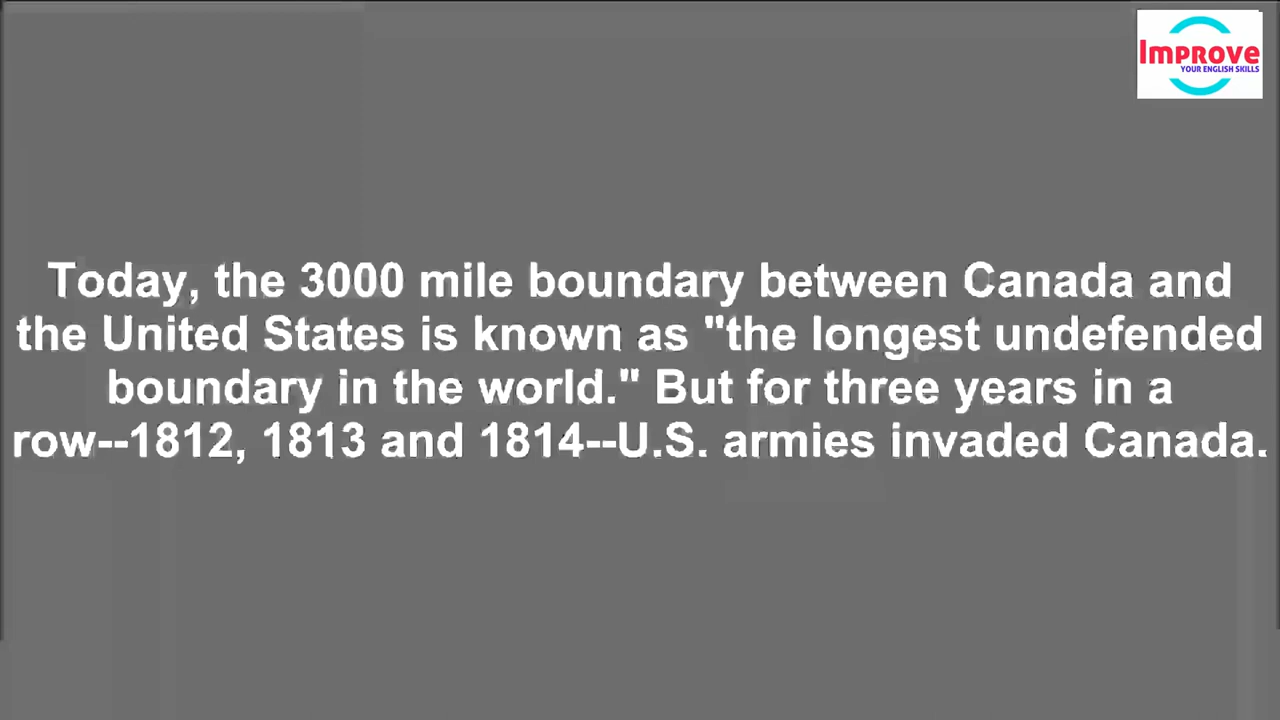 Improve
YOUR ENGLISH SKILLS
Today, the 3000 mile boundary between Canada and
the United States is known as "the longest undefended
boundary in the world." But for three years in a
row--1812, 1813 and 1814--U.S. armies invaded Canada.